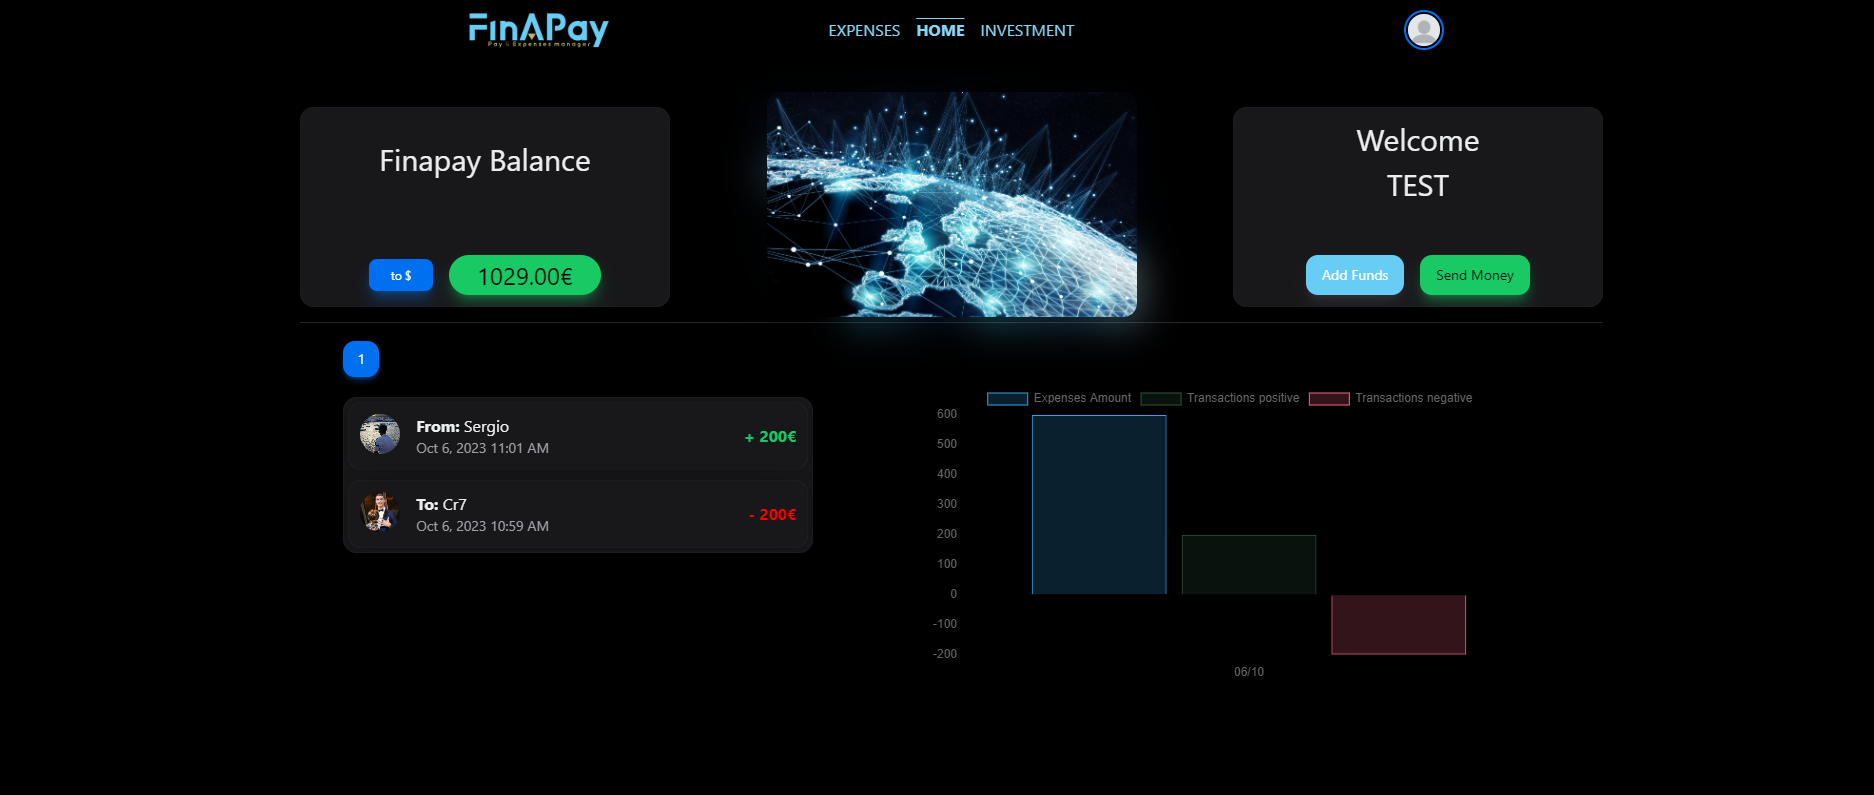 FinAPay
Pay & Expenses manager
EXPENSES HOME INVESTMENT
Finapay Balance
to $
1029.00€
Welcome
TEST
Add Funds
Send Money
1
From: Sergio
Oct 6, 2023 11:01 AM
+ 200€
To: Cr7
Oct 6, 2023 10:59 AM
- 200€
Expenses Amount
Transactions positive
Transactions negative
600
500
400
300
200
100
0
-100
-200
06/10